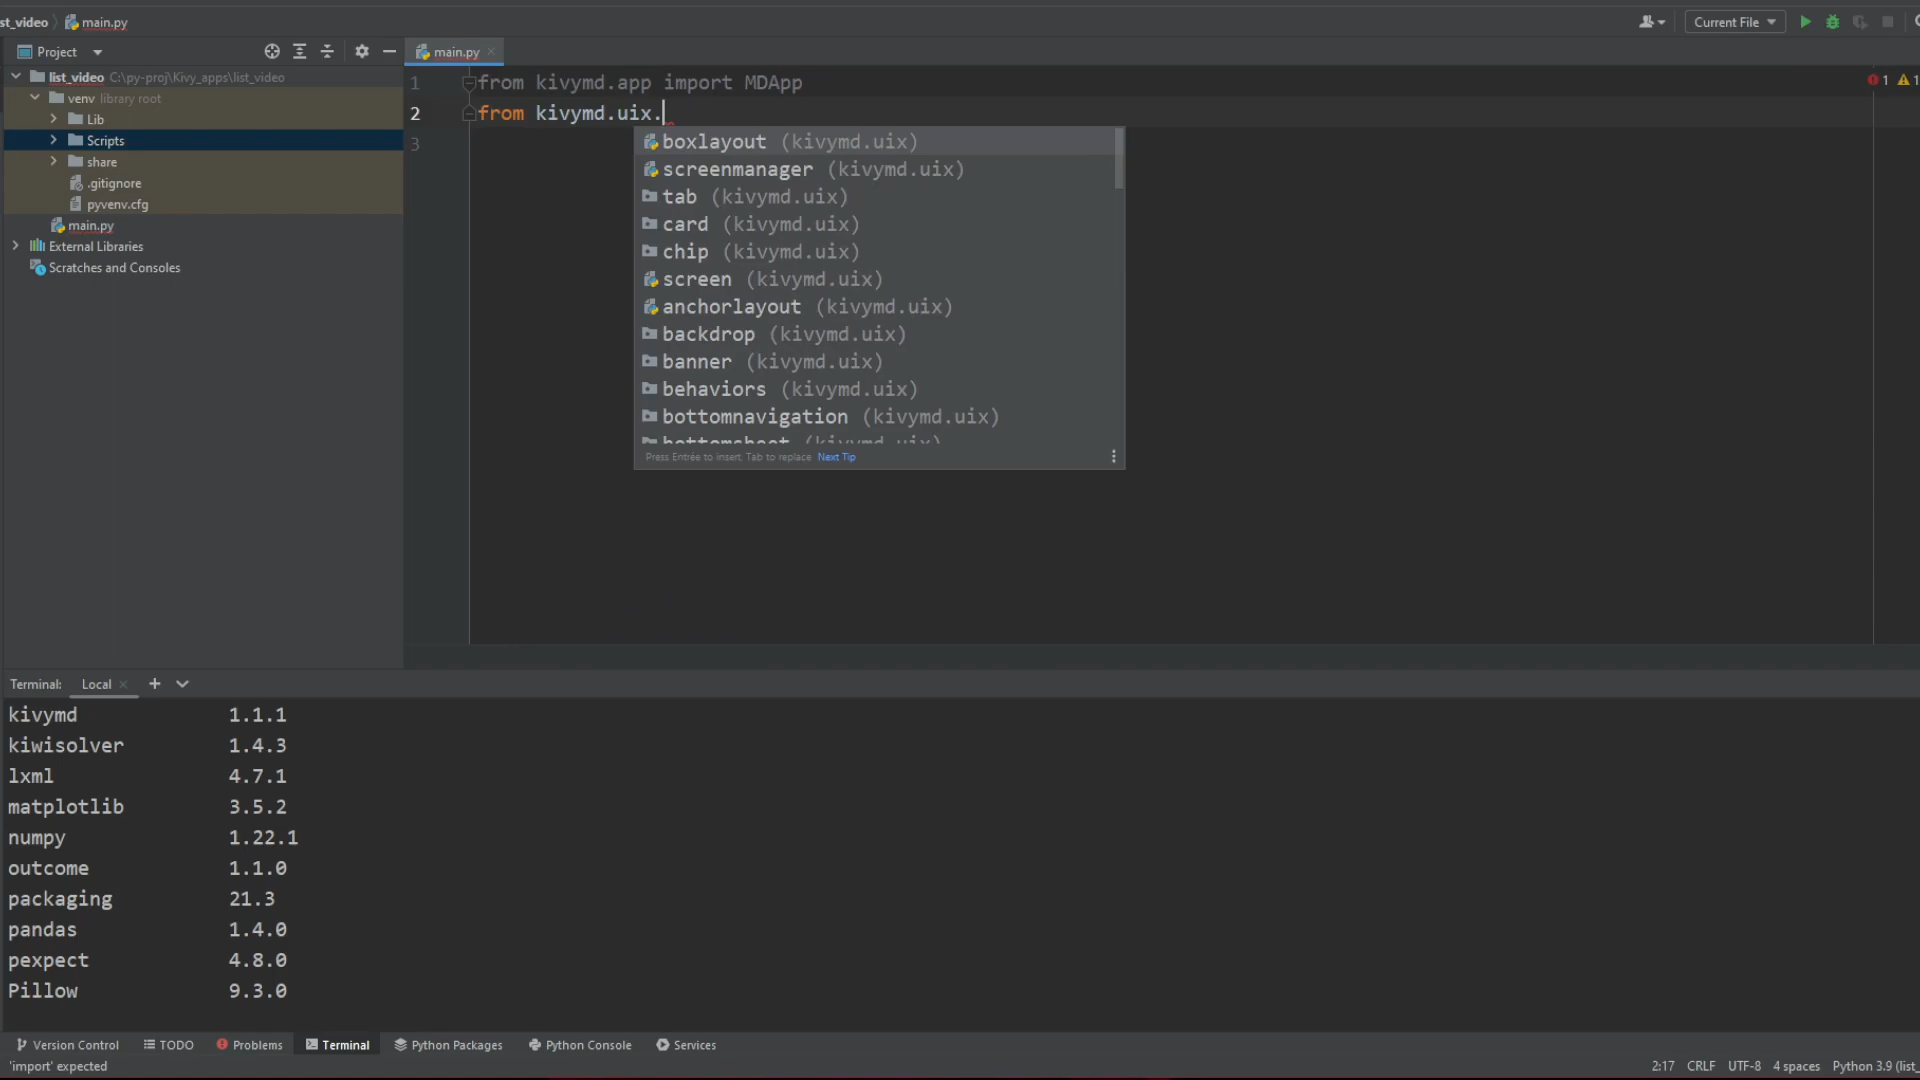 st_video
main.py
Current File
Project
main.py
list_video C:\py-proj\Kivy_apps\list_video
venv library root
Lib
Scripts
share
.gitignore
pyvenv.cfg
main.py
External Libraries
Scratches and Consoles
1 from kivymd.app import MDApp
2 from kivymd.uix.
3
1 1
boxlayout (kivymd.uix)
screenmanager (kivymd.uix)
tab (kivymd.uix)
card (kivymd.uix)
chip (kivymd.uix)
screen (kivymd.uix)
anchorlayout (kivymd.uix)
backdrop (kivymd.uix)
banner (kivymd.uix)
behaviors (kivymd.uix)
bottomnavigation (kivymd.uix)
bottomsheet (kivymd.uix)
Press Entrée to insert, Tab to replace Next Tip
Terminal: Local
kivymd 1.1.1
kiwisolver 1.4.3
lxml 4.7.1
matplotlib 3.5.2
numpy 1.22.1
outcome 1.1.0
packaging 21.3
pandas 1.4.0
pexpect 4.8.0
Pillow 9.3.0
Version Control TODO Problems Terminal Python Packages Python Console Services
'import' expected
2:17 CRLF UTF-8 4 spaces Python 3.9 (list_